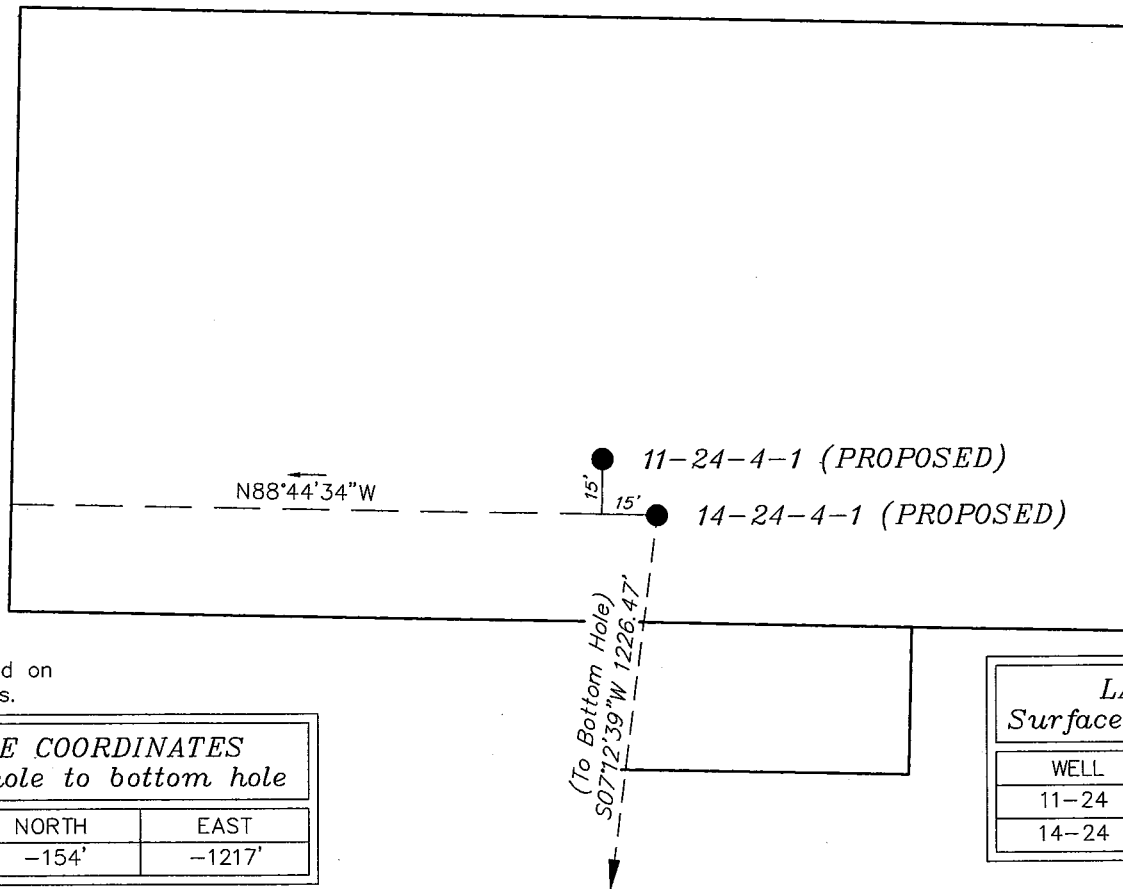 11-24-4-1 (PROPOSED)
N88°44'34"W
15'
15'
14-24-4-1 (PROPOSED)
(To Bottom Hole)
S07°12'39"W 1226.47'
d on
s.
E COORDINATES
hole to bottom hole
NORTH EAST
-154' -1217'
LA
Surface
WELL
11-24
14-24